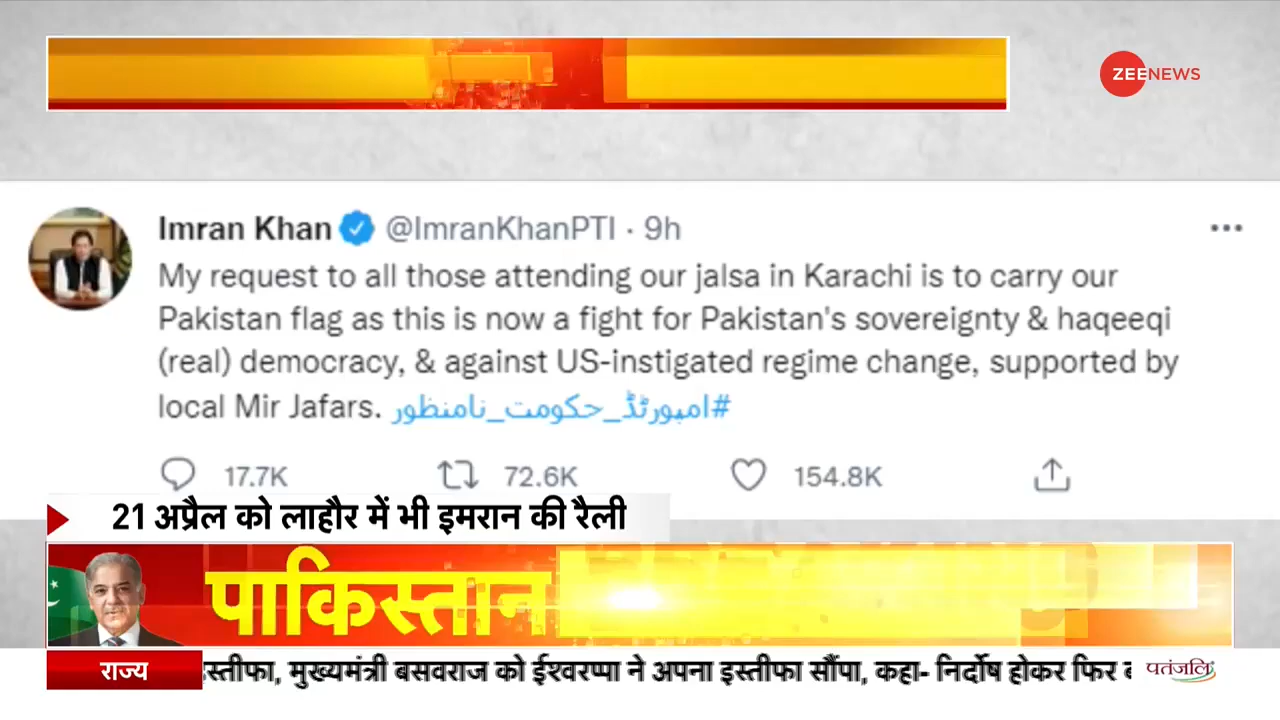 ZEENEWS
Imran Khan @ImranKhanPTI · 9h
My request to all those attending our jalsa in Karachi is to carry our
Pakistan flag as this is now a fight for Pakistan's sovereignty & haqeeqi
(real) democracy, & against US-instigated regime change, supported by
local Mir Jafars. #امپورٹڈ_حکومت_نامنظور
17.7K 72.6K 154.8K
21 अप्रैल को लाहौर में भी इमरान की रैली
पाकिस्तान
राज्य स्तीफा, मुख्यमंत्री बसवराज को ईश्वरप्पा ने अपना इस्तीफा सौंपा, कहा- निर्दोष होकर फिर पतंजलि